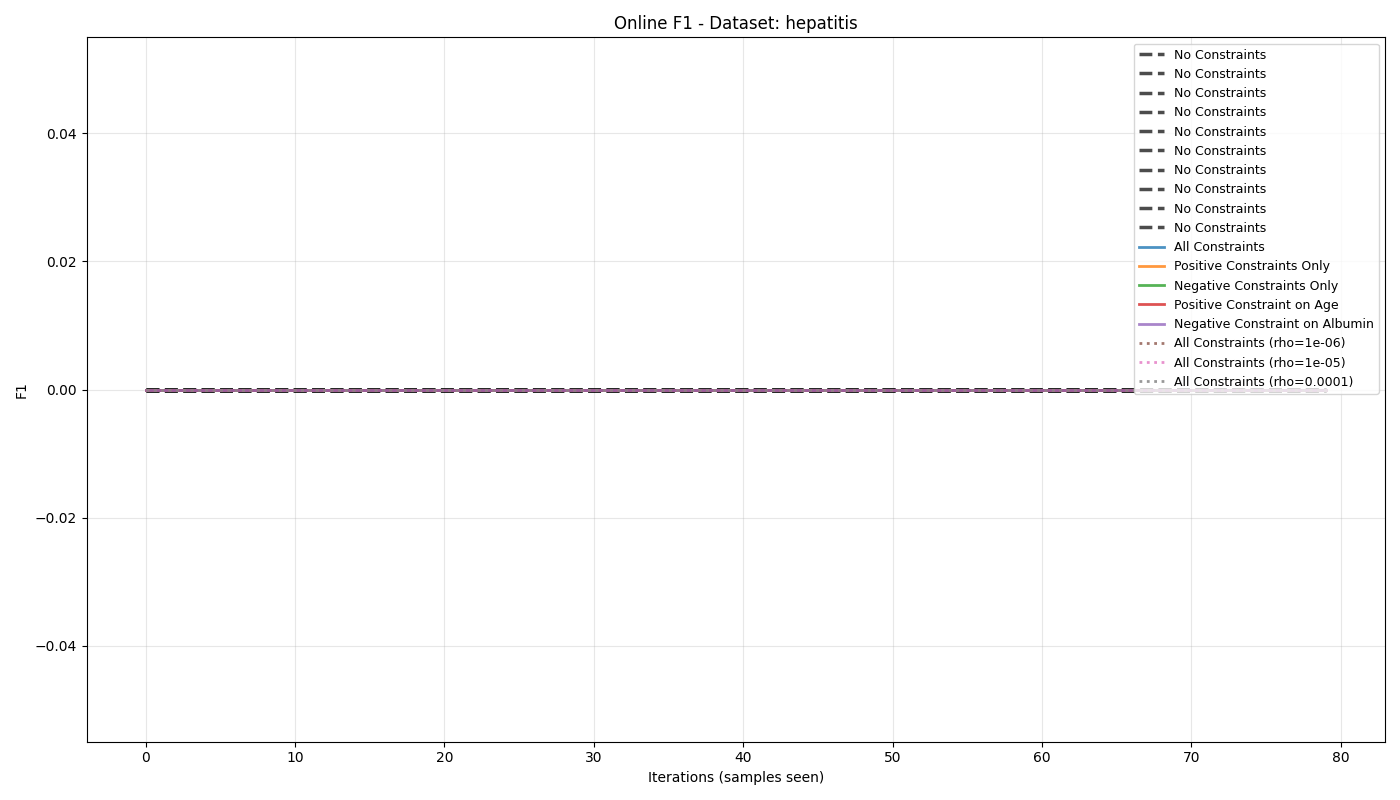 Online F1 - Dataset: hepatitis
No Constraints
No Constraints
No Constraints
No Constraints
No Constraints
No Constraints
No Constraints
No Constraints
No Constraints
No Constraints
All Constraints
Positive Constraints Only
Negative Constraints Only
Positive Constraint on Age
Negative Constraint on Albumin
All Constraints (rho=1e-06)
All Constraints (rho=1e-05)
All Constraints (rho=0.0001)
F1
0.04
0.02
0.00
−0.02
−0.04
0 10 20 30 40 50 60 70 80
Iterations (samples seen)